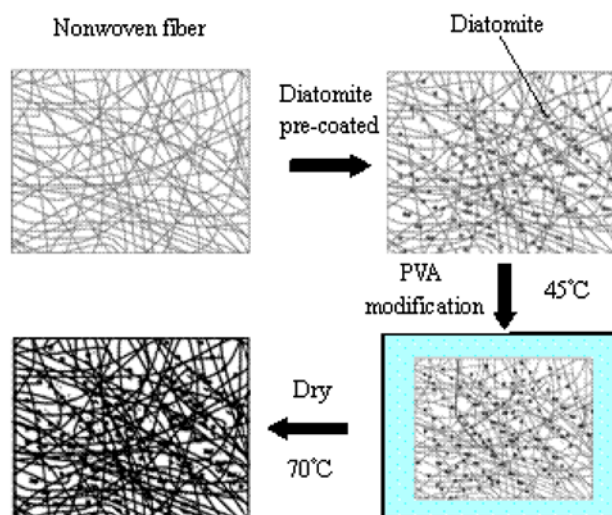 Nonwoven fiber
Diatomite
Diatomite
pre-coated
PVA
modification
45°C
Dry
70°C